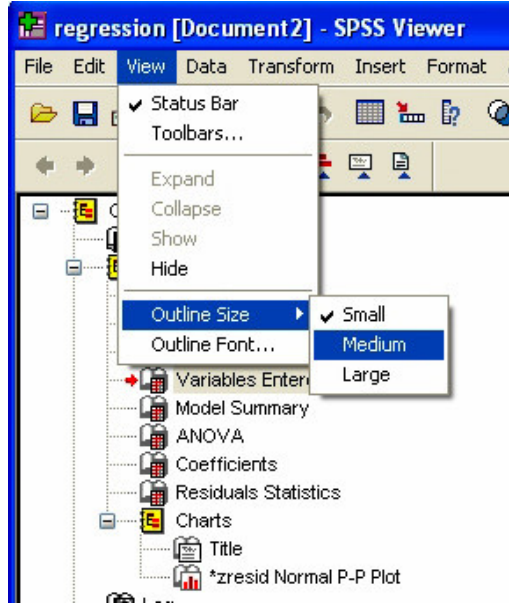 regression [Document2] - SPSS Viewer
File Edit View Data Transform Insert Format
Status Bar
Toolbars...
Expand
Collapse
Show
Hide
Outline Size
Outline Font...
Small
Medium
Large
Variables
Model Summary
ANOVA
Coefficients
Residuals Statistics
Charts
Title
*zresid Normal P-P Plot